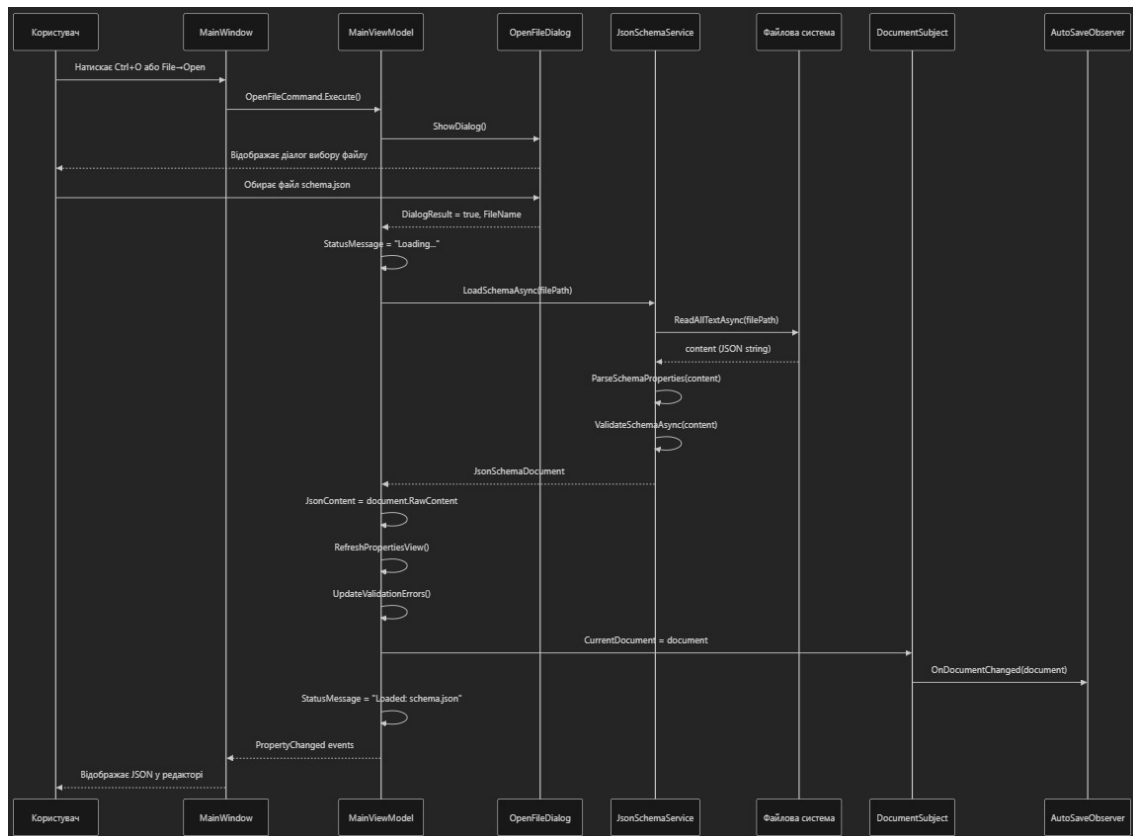 Користувач
MainWindow
MainViewModel
OpenFileDialog
JsonSchemaService
Файлова система
DocumentSubject
AutoSaveObserver
Натискає Ctrl+O або File→Open
OpenFileCommand.Execute()
ShowDialog()
Відображає діалог вибору файлу
Обирає файл schema.json
DialogResult = true, FileName
StatusMessage = "Loading..."
LoadSchemaAsync(filePath)
ReadAllTextAsync(filePath)
content (JSON string)
ParseSchemaProperties(content)
ValidateSchemaAsync(content)
JsonSchemaDocument
JsonContent = document.RawContent
RefreshPropertiesView()
UpdateValidationErrors()
CurrentDocument = document
OnDocumentChanged(document)
StatusMessage = "Loaded: schema.json"
PropertyChanged events
Відображає JSON у редакторі
Користувач
MainWindow
MainViewModel
OpenFileDialog
JsonSchemaService
Файлова система
DocumentSubject
AutoSaveObserver